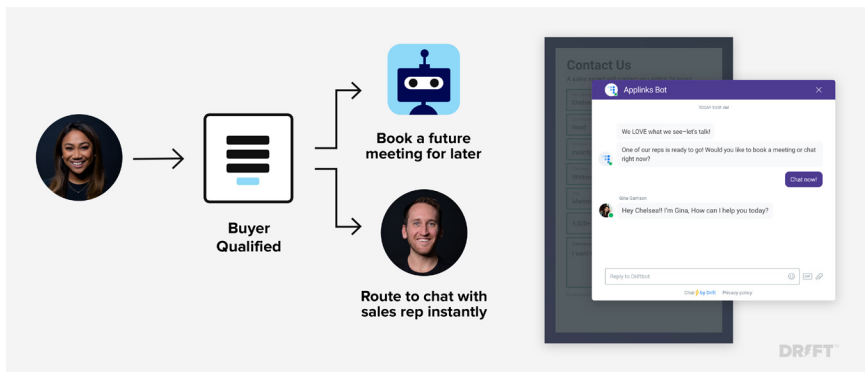 Buyer
Qualified
Book a future
meeting for later
Route to chat with
sales rep instantly
Contact Us
Applinks Bot
We LOVE what we see–let's talk!
One of our reps is ready to go! Would you like to book a meeting or chat
right now?
Chat now!
Gina Garrison
Hey Chelsea!! I'm Gina, How can I help you today?
Reply to Driftbot
GIF
Chat ⚡ by Drift Privacy policy
DRIFT